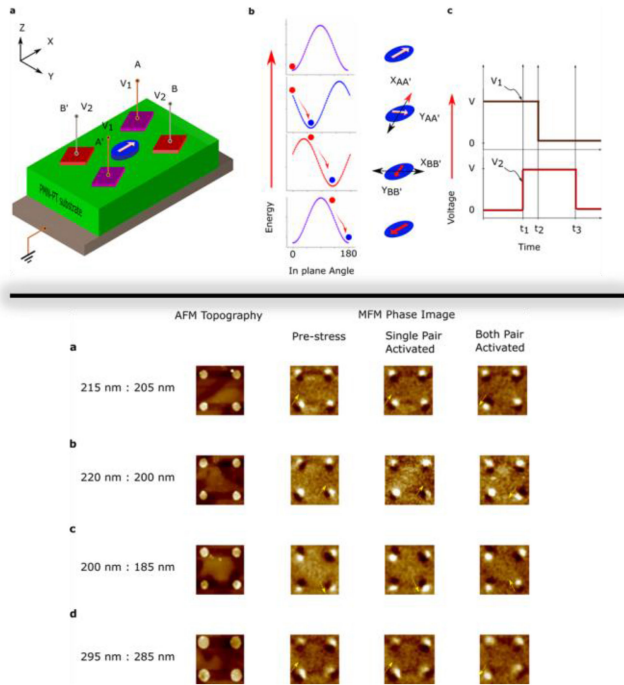 a
b
c
Z
X
Y
A
V1
B
V2
B'
V2
V1
A'
PMN-PT substrate
Energy
0
180
In plane Angle
XAA'
YAA'
XBB'
YBB'
V1
V
0
V2
V
0
Voltage
t1 t2 t3
Time
AFM Topography
MFM Phase Image
Pre-stress
Single Pair
Activated
Both Pair
Activated
a
215 nm : 205 nm
b
220 nm : 200 nm
c
200 nm : 185 nm
d
295 nm : 285 nm